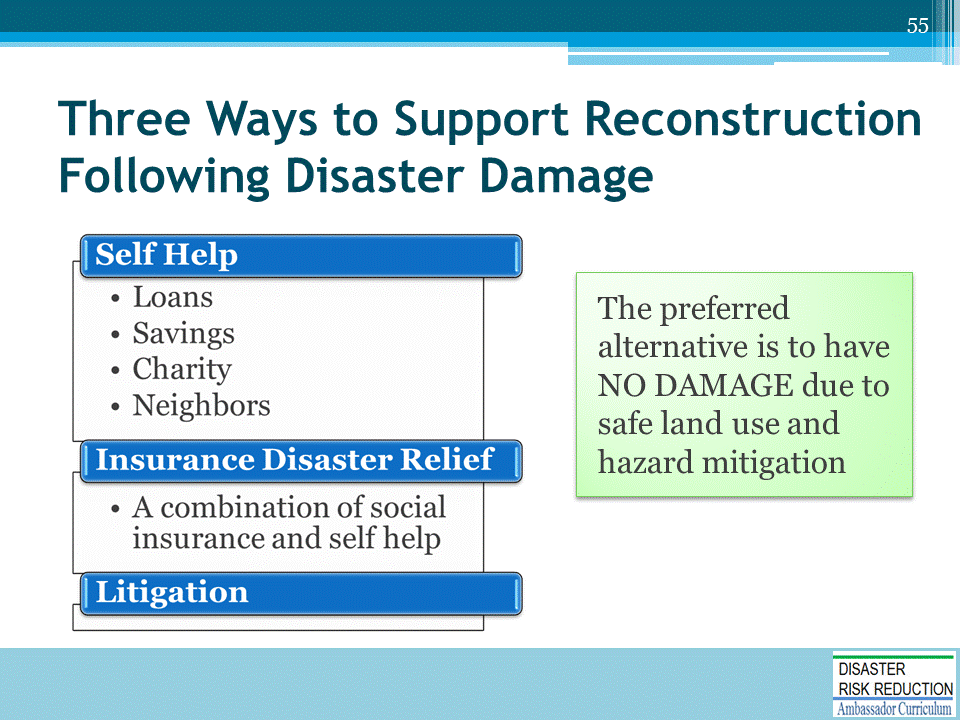 55
Three Ways to Support Reconstruction
Following Disaster Damage
Self Help
• Loans
• Savings
• Charity
• Neighbors
Insurance Disaster Relief
• A combination of social
insurance and self help
Litigation
The preferred
alternative is to have
NO DAMAGE due to
safe land use and
hazard mitigation
DISASTER
RISK REDUCTION
Ambassador Curriculum